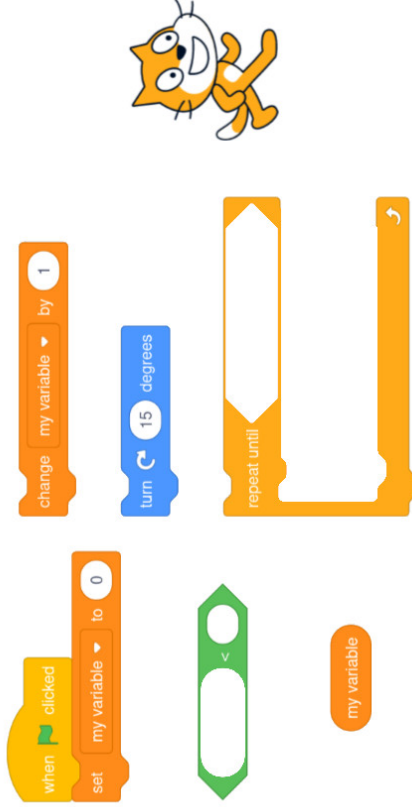 when clicked
set my variable to 0
<
my variable
change my variable by 1
turn 15 degrees
repeat until